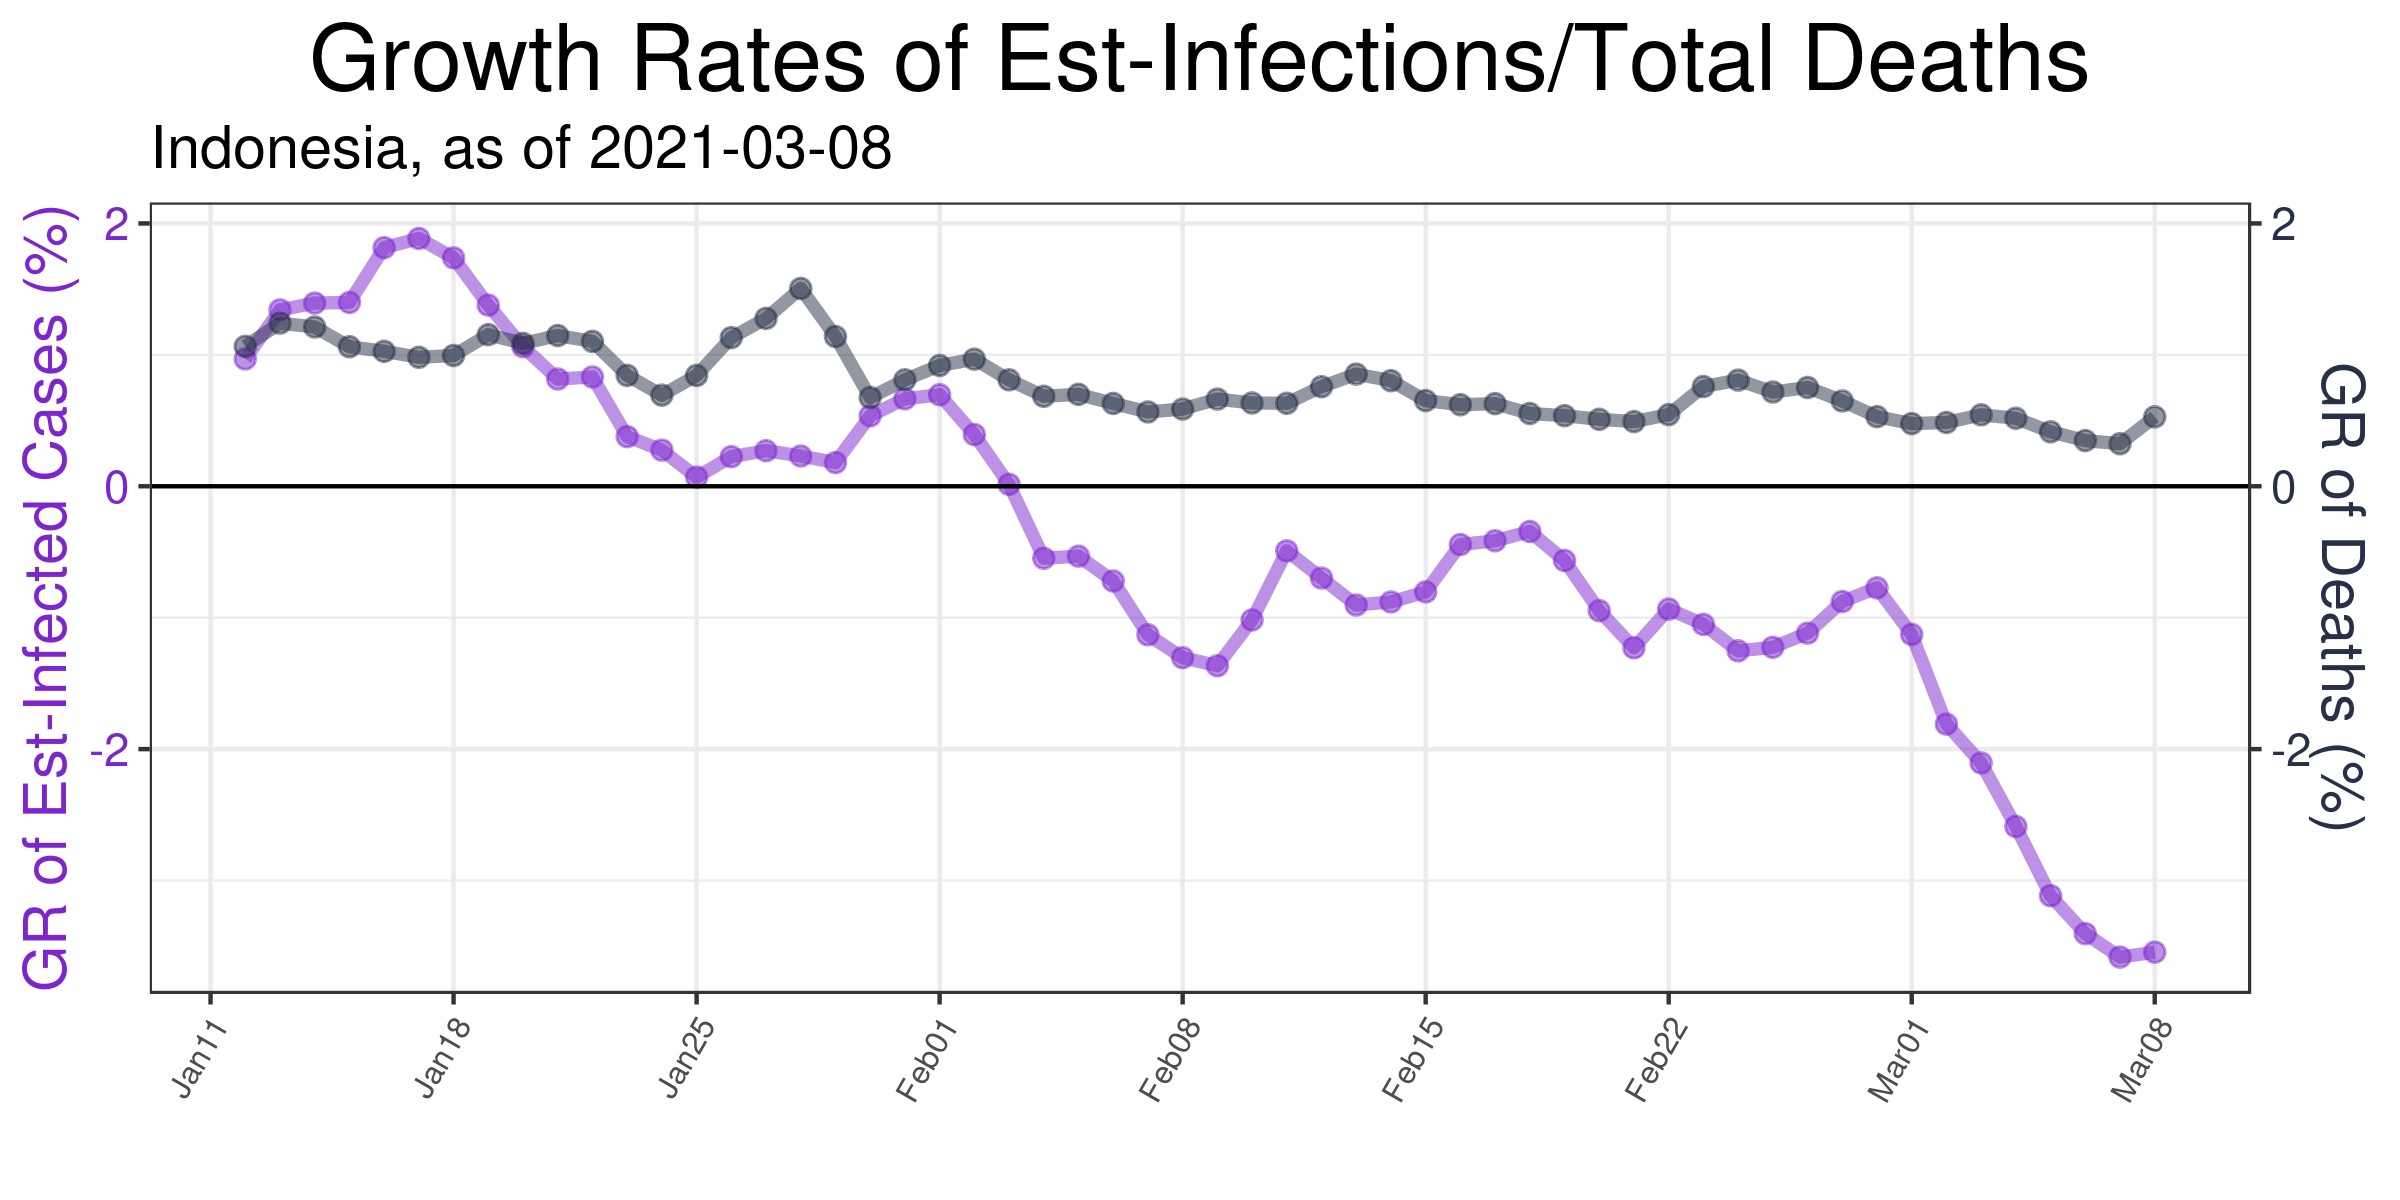 Growth Rates of Est-Infections/Total Deaths
Indonesia, as of 2021-03-08
GR of Est-Infected Cases (%)
2
0
-2
2
0
-2
GR of Deaths (%)
Jan11
Jan18
Jan25
Feb01
Feb08
Feb15
Feb22
Mar01
Mar08